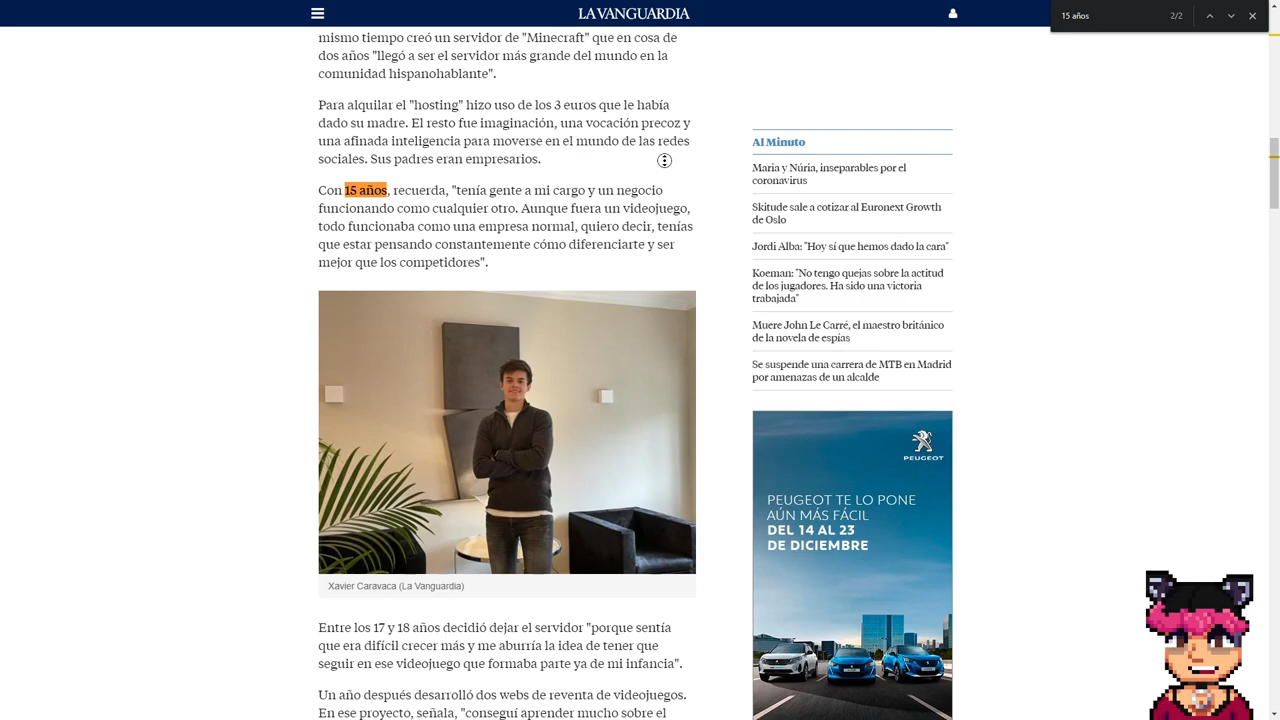 LA VANGUARDIA
15 años
2/2
mismo tiempo creó un servidor de "Minecraft" que en cosa de
dos años "llegó a ser el servidor más grande del mundo en la
comunidad hispanohablante".
Para alquilar el "hosting" hizo uso de los 3 euros que le había
dado su madre. El resto fue imaginación, una vocación precoz y
una afinada inteligencia para moverse en el mundo de las redes
sociales. Sus padres eran empresarios.
Con 15 años, recuerda, "tenía gente a mi cargo y un negocio
funcionando como cualquier otro. Aunque fuera un videojuego,
todo funcionaba como una empresa normal, quiero decir, tenías
que estar pensando constantemente cómo diferenciarte y ser
mejor que los competidores".
Xavier Caravaca (La Vanguardia)
Entre los 17 y 18 años decidió dejar el servidor "porque sentía
que era difícil crecer más y me aburría la idea de tener que
seguir en ese videojuego que formaba parte ya de mi infancia".
Un año después desarrolló dos webs de reventa de videojuegos.
En ese proyecto, señala, "conseguí aprender mucho sobre el
Al Minuto
Maria y Núria, inseparables por el
coronavirus
Skitude sale a cotizar al Euronext Growth
de Oslo
Jordi Alba: "Hoy sí que hemos dado la cara"
Koeman: "No tengo quejas sobre la actitud
de los jugadores. Ha sido una victoria
trabajada"
Muere John Le Carré, el maestro británico
de la novela de espías
Se suspende una carrera de MTB en Madrid
por amenazas de un alcalde
PEUGEOT
PEUGEOT TE LO PONE
AÚN MÁS FÁCIL
DEL 14 AL 23
DE DICIEMBRE